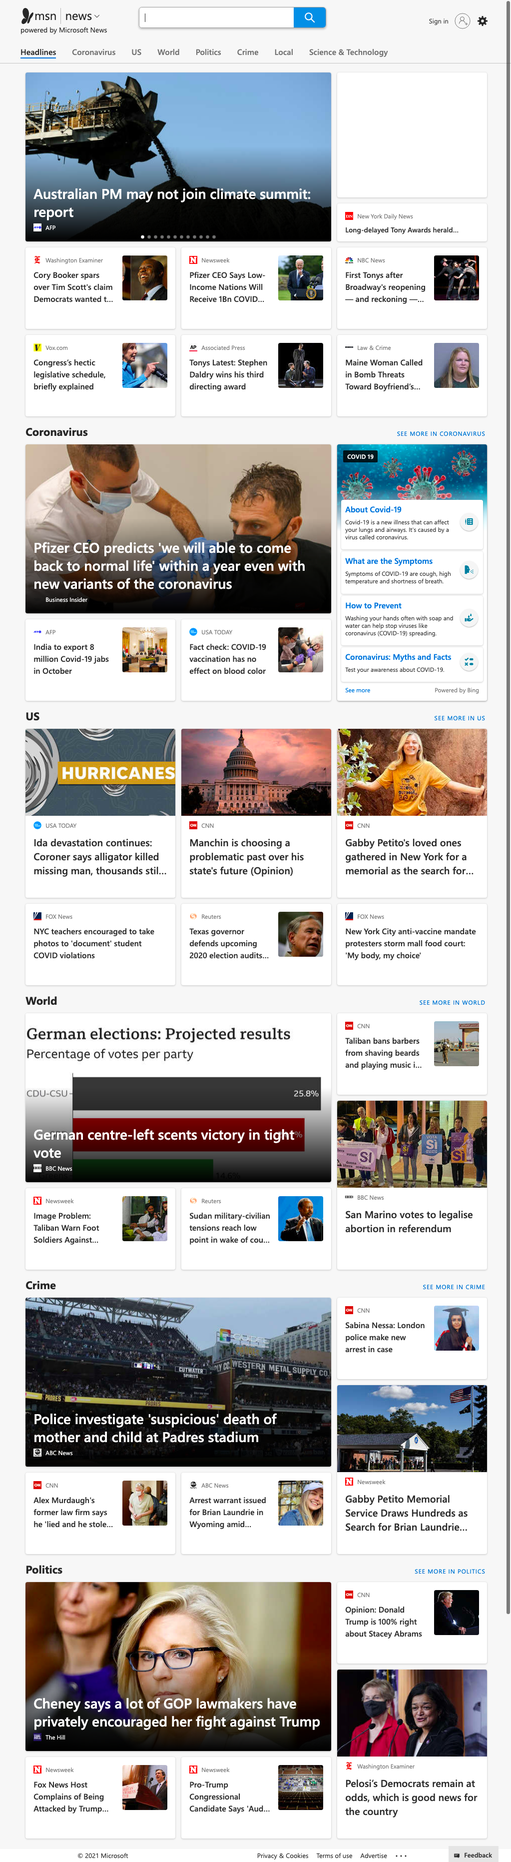 msn news
powered by Microsoft News
Sign in
Headlines Coronavirus US World Politics Crime Local Science & Technology
Australian PM may not join climate summit:
report
AFP
New York Daily News
Long-delayed Tony Awards herald...
Washington Examiner
Cory Booker spars
over Tim Scott's claim
Democrats wanted t...
Newsweek
Pfizer CEO Says Low-
Income Nations Will
Receive 1Bn COVID...
NBC News
First Tonys after
Broadway's reopening
— and reckoning —...
Vox.com
Congress's hectic
legislative schedule,
briefly explained
Associated Press
Tonys Latest: Stephen
Daldry wins his third
directing award
Law & Crime
Maine Woman Called
in Bomb Threats
Toward Boyfriend's...
Coronavirus
SEE MORE IN CORONAVIRUS
Pfizer CEO predicts 'we will able to come
back to normal life' within a year even with
new variants of the coronavirus
Business Insider
COVID 19
About Covid-19
Covid-19 is a new illness that can affect
your lungs and airways. It's caused by a
virus called coronavirus.
What are the Symptoms
Symptoms of COVID-19 are cough, high
temperature and shortness of breath.
How to Prevent
Washing your hands often with soap and
water can help stop viruses like
coronavirus (COVID-19) spreading.
Coronavirus: Myths and Facts
Test your awareness about COVID-19.
See more
Powered by Bing
AFP
India to export 8
million Covid-19 jabs
in October
USA TODAY
Fact check: COVID-19
vaccination has no
effect on blood color
US
SEE MORE IN US
HURRICANES
USA TODAY
Ida devastation continues:
Coroner says alligator killed
missing man, thousands stil...
CNN
Manchin is choosing a
problematic past over his
state's future (Opinion)
CNN
Gabby Petito's loved ones
gathered in New York for a
memorial as the search for...
FOX News
NYC teachers encouraged to take
photos to 'document' student
COVID violations
Reuters
Texas governor
defends upcoming
2020 election audits...
FOX News
New York City anti-vaccine mandate
protesters storm mall food court:
'My body, my choice'
World
SEE MORE IN WORLD
German elections: Projected results
Percentage of votes per party
CDU-CSU
25.8%
German centre-left scents victory in tight
vote
BBC News
CNN
Taliban bans barbers
from shaving beards
and playing music i...
SI
SI
BBC News
San Marino votes to legalise
abortion in referendum
Newsweek
Image Problem:
Taliban Warn Foot
Soldiers Against...
Reuters
Sudan military-civilian
tensions reach low
point in wake of cou...
Crime
SEE MORE IN CRIME
WESTERN METAL SUPPLY CO.
CUTWATER
SPIRITS
PADRES
Police investigate 'suspicious' death of
mother and child at Padres stadium
ABC News
CNN
Sabina Nessa: London
police make new
arrest in case
Newsweek
Gabby Petito Memorial
Service Draws Hundreds as
Search for Brian Laundrie...
CNN
Alex Murdaugh's
former law firm says
he 'lied and he stole...
ABC News
Arrest warrant issued
for Brian Laundrie in
Wyoming amid...
Politics
SEE MORE IN POLITICS
Cheney says a lot of GOP lawmakers have
privately encouraged her fight against Trump
The Hill
CNN
Opinion: Donald
Trump is 100% right
about Stacey Abrams
Washington Examiner
Pelosi's Democrats remain at
odds, which is good news for
the country
Newsweek
Fox News Host
Complains of Being
Attacked by Trump...
Newsweek
Pro-Trump
Congressional
Candidate Says 'Aud...
© 2021 Microsoft
Privacy & Cookies Terms of use Advertise ...
Feedback